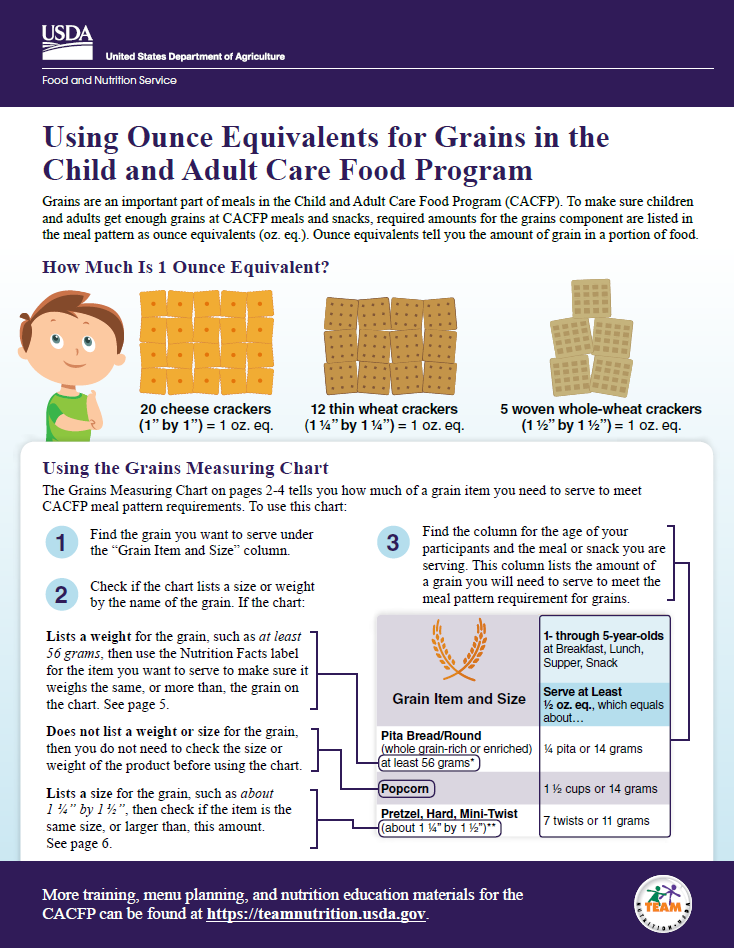 USDA
United States Department of Agriculture
Food and Nutrition Service
Using Ounce Equivalents for Grains in the
Child and Adult Care Food Program
Grains are an important part of meals in the Child and Adult Care Food Program (CACFP). To make sure children
and adults get enough grains at CACFP meals and snacks, required amounts for the grains component are listed in
the meal pattern as ounce equivalents (oz. eq.). Ounce equivalents tell you the amount of grain in a portion of food.
How Much Is 1 Ounce Equivalent?
20 cheese crackers
(1” by 1”) = 1 oz. eq.
12 thin wheat crackers
(1 ¼” by 1 ¼”) = 1 oz. eq.
5 woven whole-wheat crackers
(1 ½” by 1 ½”) = 1 oz. eq.
Using the Grains Measuring Chart
The Grains Measuring Chart on pages 2-4 tells you how much of a grain item you need to serve to meet
CACFP meal pattern requirements. To use this chart:
1
Find the grain you want to serve under
the “Grain Item and Size” column.
2
Check if the chart lists a size or weight
by the name of the grain. If the chart:
Lists a weight for the grain, such as at least
56 grams, then use the Nutrition Facts label
for the item you want to serve to make sure it
weighs the same, or more than, the grain on
the chart. See page 5.
Does not list a weight or size for the grain,
then you do not need to check the size or
weight of the product before using the chart.
Lists a size for the grain, such as about
1 ¼” by 1 ½”, then check if the item is the
same size, or larger than, this amount.
See page 6.
3
Find the column for the age of your
participants and the meal or snack you are
serving. This column lists the amount of
a grain you will need to serve to meet the
meal pattern requirement for grains.
Grain Item and Size
1- through 5-year-olds
at Breakfast, Lunch,
Supper, Snack
Serve at Least
½ oz. eq., which equals
about…
Pita Bread/Round
(whole grain-rich or enriched)
at least 56 grams*
¼ pita or 14 grams
Popcorn
1 ½ cups or 14 grams
Pretzel, Hard, Mini-Twist
(about 1 ¼” by 1 ½”)**
7 twists or 11 grams
More training, menu planning, and nutrition education materials for the
CACFP can be found at https://teamnutrition.usda.gov.
TEAM
NUTRITION USDA